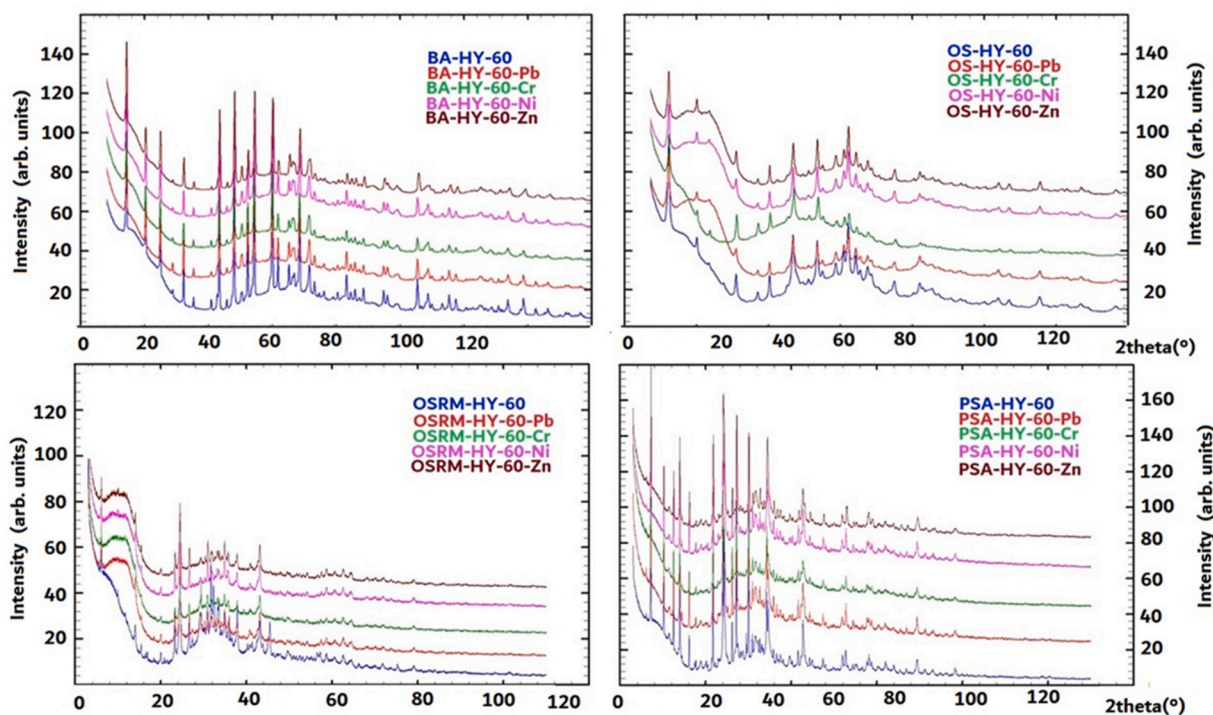 140
120
100
80
60
40
20
Intensity (arb. units)
BA-HY-60
BA-HY-60-Pb
BA-HY-60-Cr
BA-HY-60-Ni
BA-HY-60-Zn
0 20 40 60 80 100 120
OS-HY-60
OS-HY-60-Pb
OS-HY-60-Cr
OS-HY-60-Ni
OS-HY-60-Zn
140
120
100
80
60
40
20
Intensity (arb. units)
0 20 40 60 80 100 2theta(°)
120
100
80
60
40
20
Intensity (arb. units)
OSRM-HY-60
OSRM-HY-60-Pb
OSRM-HY-60-Cr
OSRM-HY-60-Ni
OSRM-HY-60-Zn
0 20 40 60 80 100 120
PSA-HY-60
PSA-HY-60-Pb
PSA-HY-60-Cr
PSA-HY-60-Ni
PSA-HY-60-Zn
160
140
120
100
80
60
40
20
Intensity (arb. units)
20 40 60 80 100 120 2theta(°)